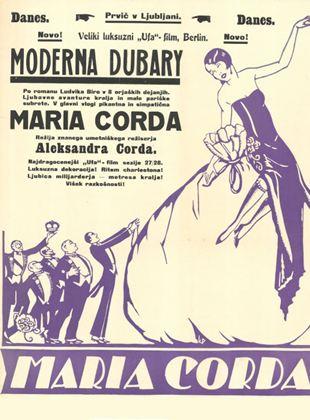 Danes. Prvič v Ljubljani. Danes.
Novo! Veliki luksuzni „Ufa"-film, Berlin. Novo!
MODERNA DUBARY
Po romanu Ludvika Biro v 8 orjaških dejanjih.
Ljubavne avanture kralja in male pariške
subrete. V glavni vlogi pikantna in simpatična
MARIA CORDA
Režija znanega umetniškega režiserja
Aleksandra Corda.
Najdragocenejši „Ufa"-film sezije 27/28.
Luksuzna dekoracija! Ritem charlestona!
Ljubica milijarderja — metresa kralja!
Višek razkošnosti!
MARIA CORDA